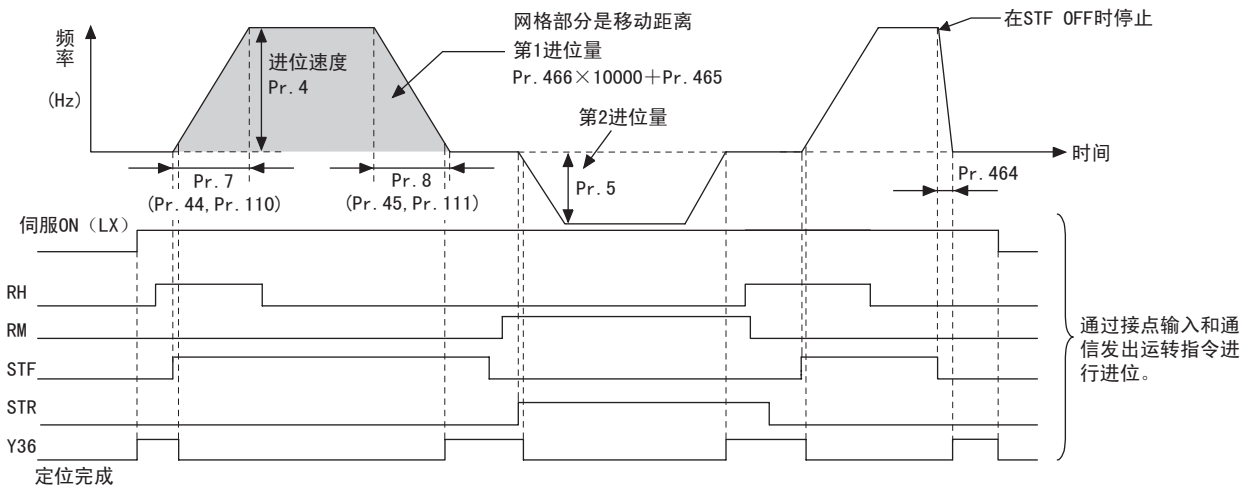 频
率
(Hz)
进位速度
Pr.4
网格部分是移动距离
第1进位量
Pr.466×10000+Pr.465
第2进位量
在STF OFF时停止
时间
Pr.7
(Pr.44,Pr.110)
Pr.8
(Pr.45,Pr.111)
Pr.5
Pr.464
伺服ON（LX）
RH
RM
STF
STR
Y36
定位完成
通过接点输入和通
信发出运转指令进
行进位。